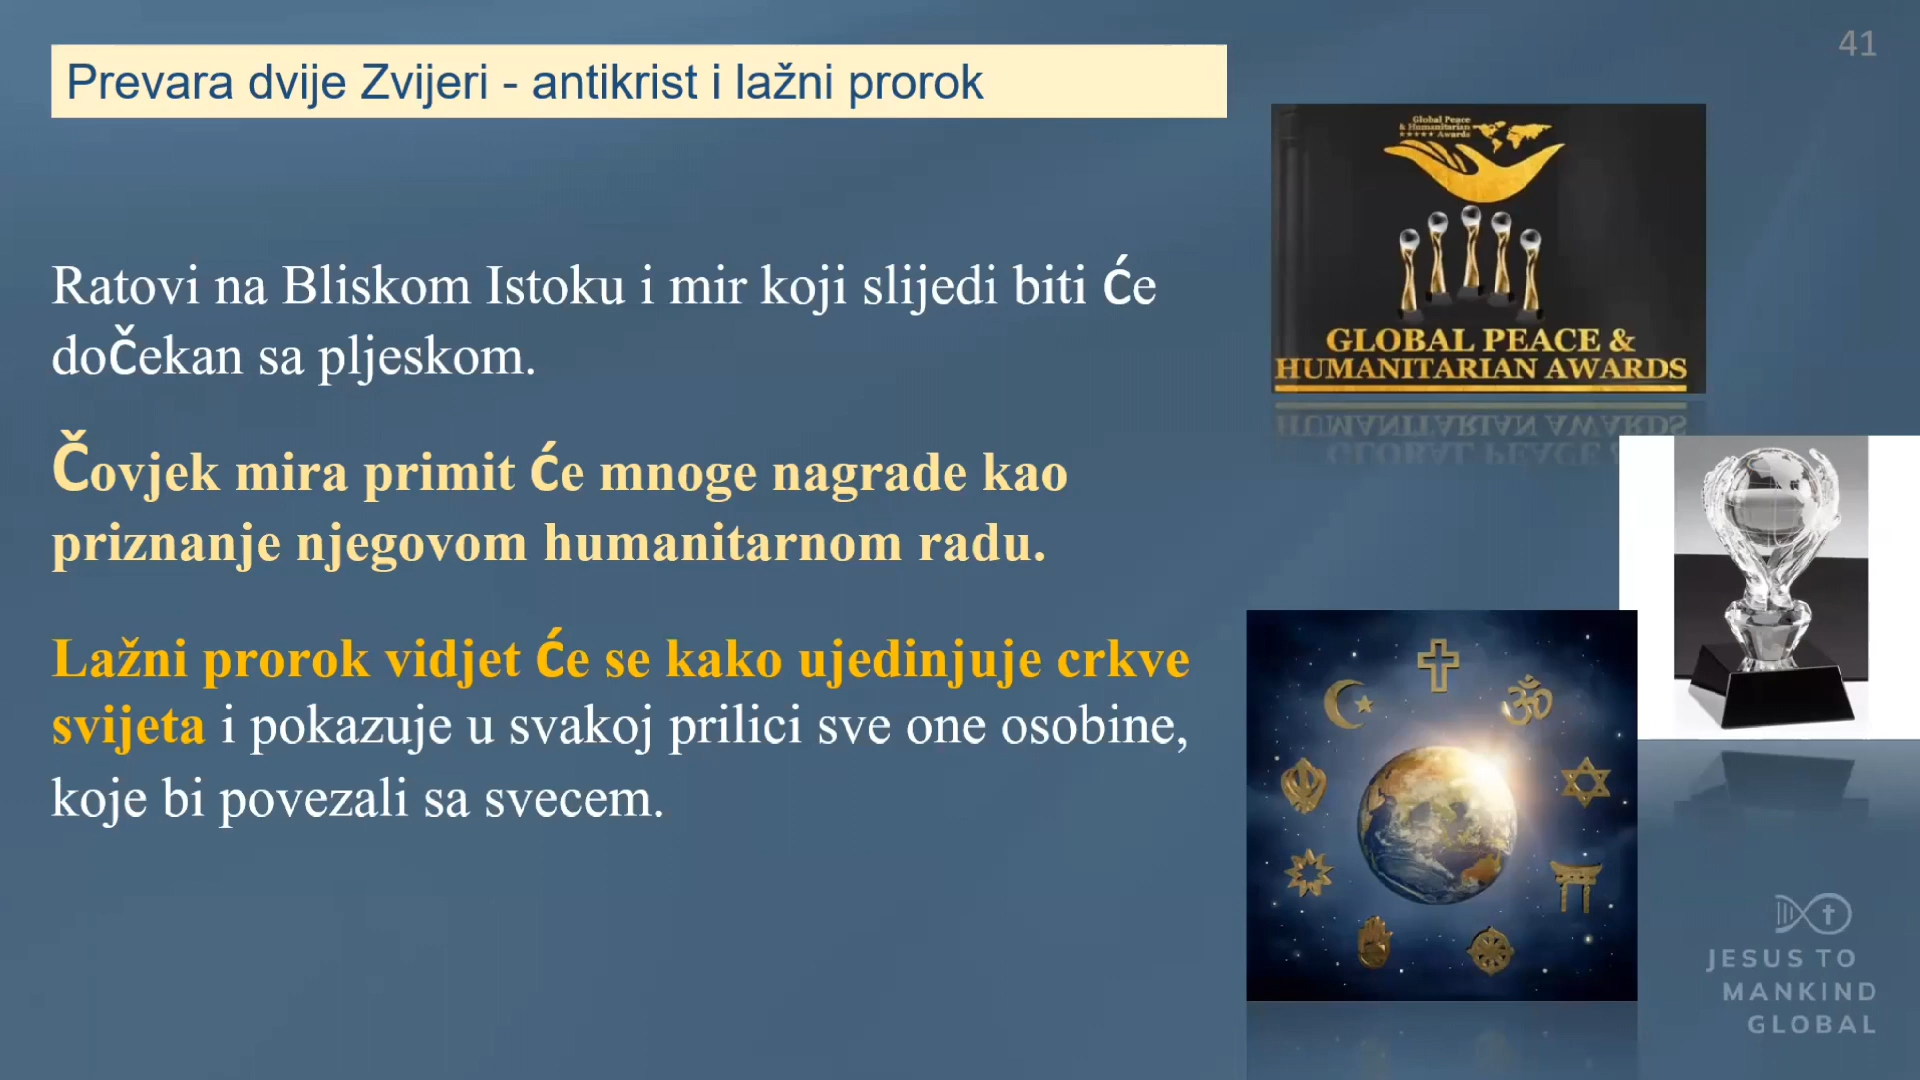 41
Prevara dvije Zvijeri - antikrist i lažni prorok
Ratovi na Bliskom Istoku i mir koji slijedi biti će
dočekan sa pljeskom.
Čovjek mira primit će mnoge nagrade kao
priznanje njegovom humanitarnom radu.
Lažni prorok vidjet će se kako ujedinjuje crkve
svijeta i pokazuje u svakoj prilici sve one osobine,
koje bi povezali sa svecem.
Global Peace
& Humanitarian
Awards
GLOBAL PEACE &
HUMANITARIAN AWARDS
JESUS TO
MANKIND
GLOBAL